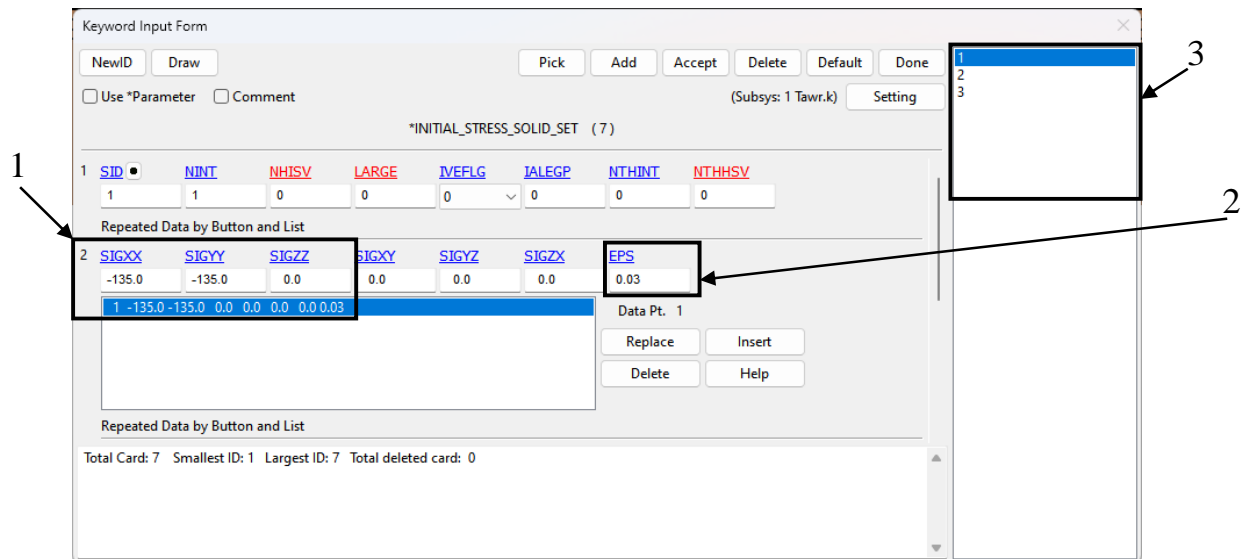 Keyword Input Form
NewID Draw Pick Add Accept Delete Default Done
Use *Parameter Comment (Subsys: 1 Tawr.k) Setting
*INITIAL_STRESS_SOLID_SET (7)
1 SID NINT NHISV LARGE IVEFLG IALEGP NTHINT NTHHSV
1 1 0 0 0 0 0 0
Repeated Data by Button and List
2 SIGXX SIGYY SIGZZ SIGXY SIGYZ SIGZX EPS
-135.0 -135.0 0.0 0.0 0.0 0.0 0.03
1 -135.0 -135.0 0.0 0.0 0.0 0.0 0.03
Data Pt. 1
Replace Insert
Delete Help
Repeated Data by Button and List
Total Card: 7 Smallest ID: 1 Largest ID: 7 Total deleted card: 0
1
2
3
1
2
3